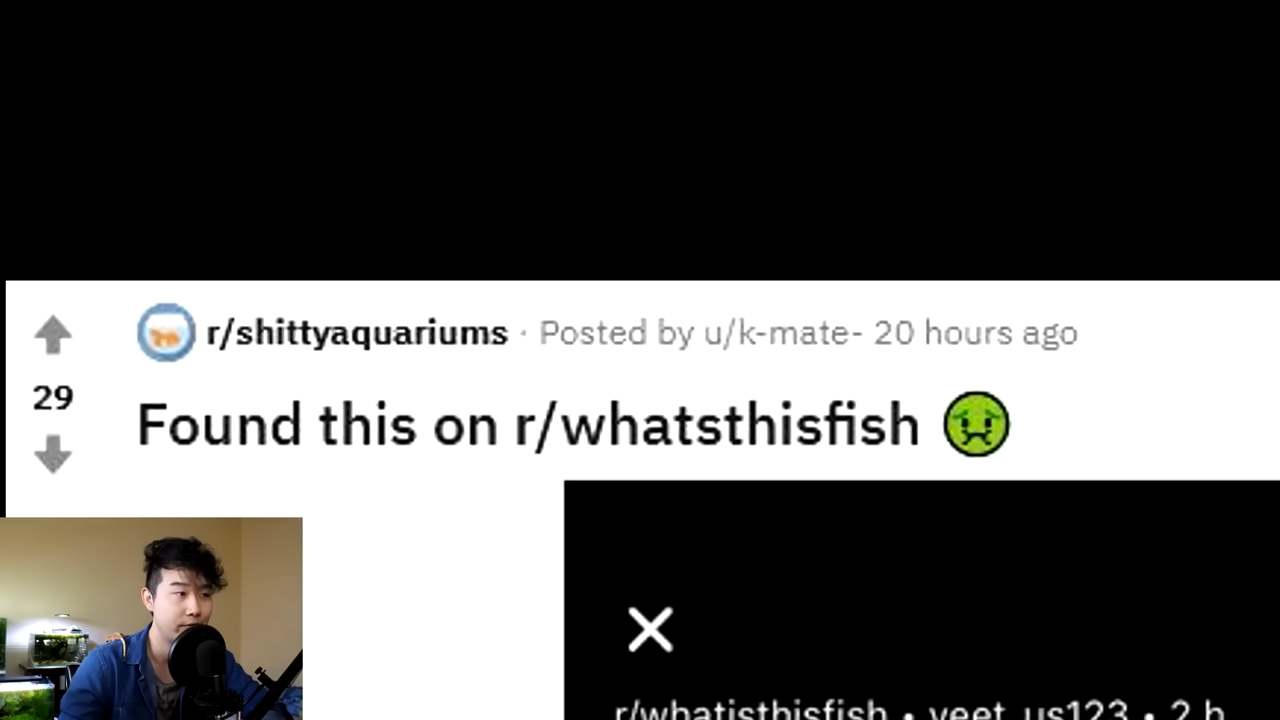 r/shittyaquariums · Posted by u/k-mate- 20 hours ago
29
Found this on r/whatsthisfish
r/whatisthisfish • yeet_us123 • 2 h